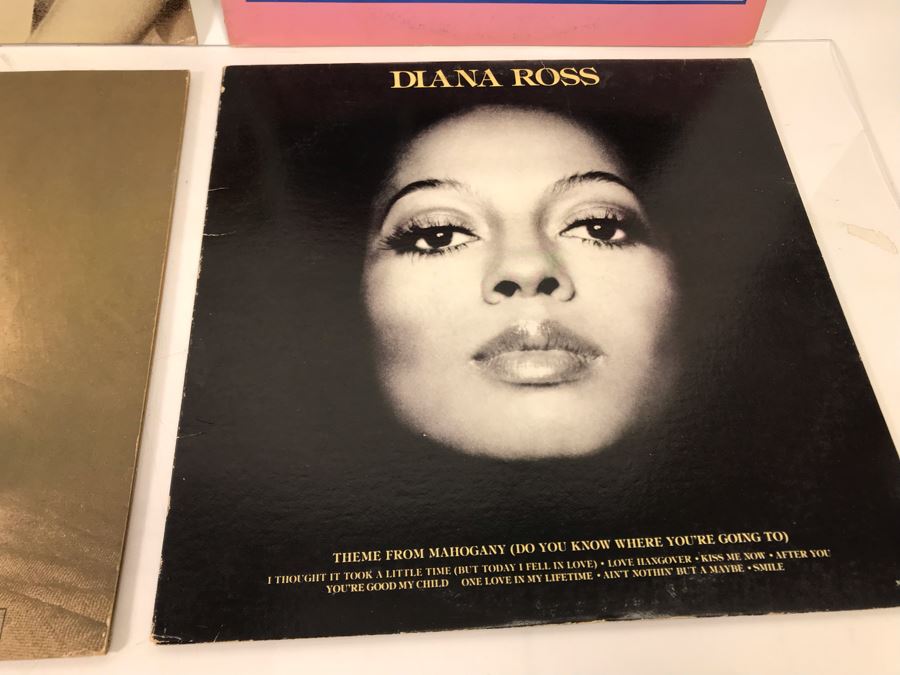 DIANA ROSS
THEME FROM MAHOGANY (DO YOU KNOW WHERE YOU'RE GOING TO)
I THOUGHT IT TOOK A LITTLE TIME (BUT TODAY I FELL IN LOVE) • LOVE HANGOVER • KISS ME NOW • AFTER YOU
YOU'RE GOOD MY CHILD ONE LOVE IN MY LIFETIME • AIN'T NOTHIN' BUT A MAYBE • SMILE